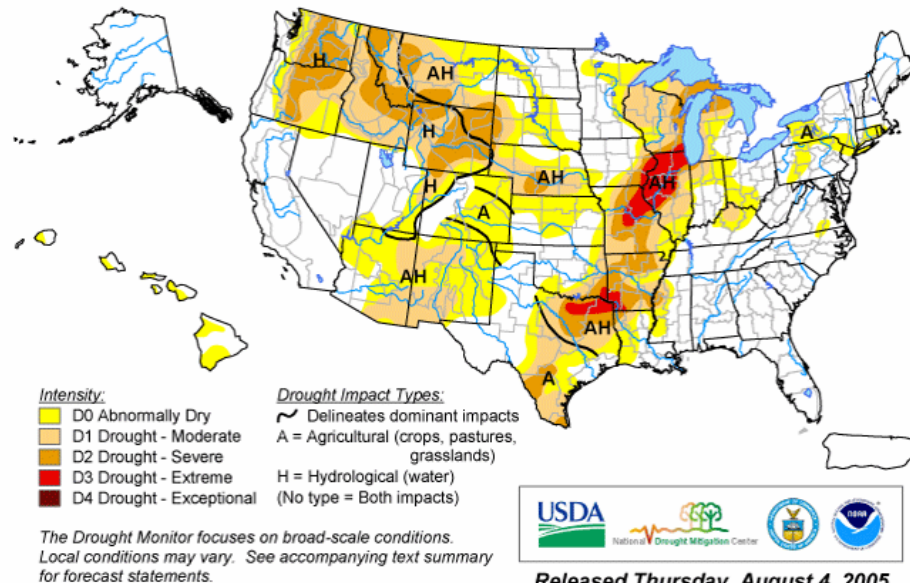 H
AH
H
H
AH
A
AH
A
AH
AH
A
Intensity:
D0 Abnormally Dry
D1 Drought - Moderate
D2 Drought - Severe
D3 Drought - Extreme
D4 Drought - Exceptional
Drought Impact Types:
Delineates dominant impacts
A = Agricultural (crops, pastures,
grasslands)
H = Hydrological (water)
(No type = Both impacts)
The Drought Monitor focuses on broad-scale conditions.
Local conditions may vary. See accompanying text summary
for forecast statements.
USDA
National Drought Mitigation Center
NOAA
Released Thursday, August 4, 2005